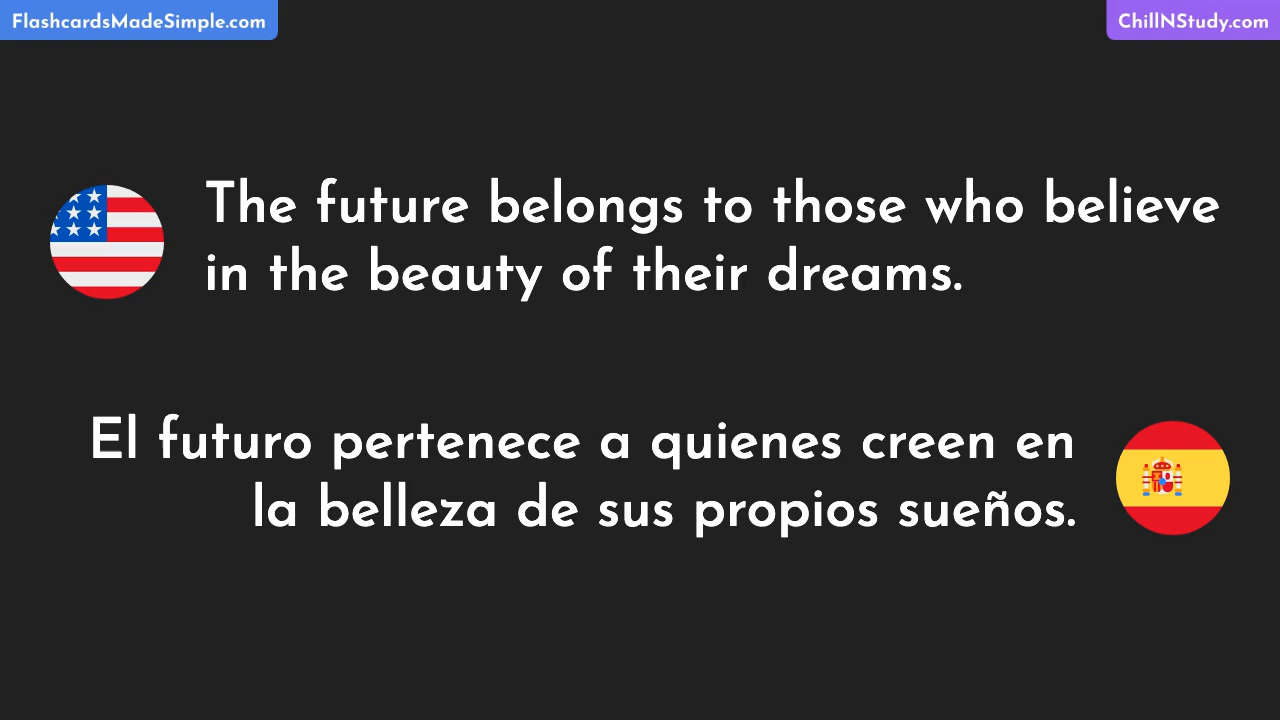 FlashcardsMadeSimple.com
ChillNStudy.com
The future belongs to those who believe
in the beauty of their dreams.
El futuro pertenece a quienes creen en
la belleza de sus propios sueños.